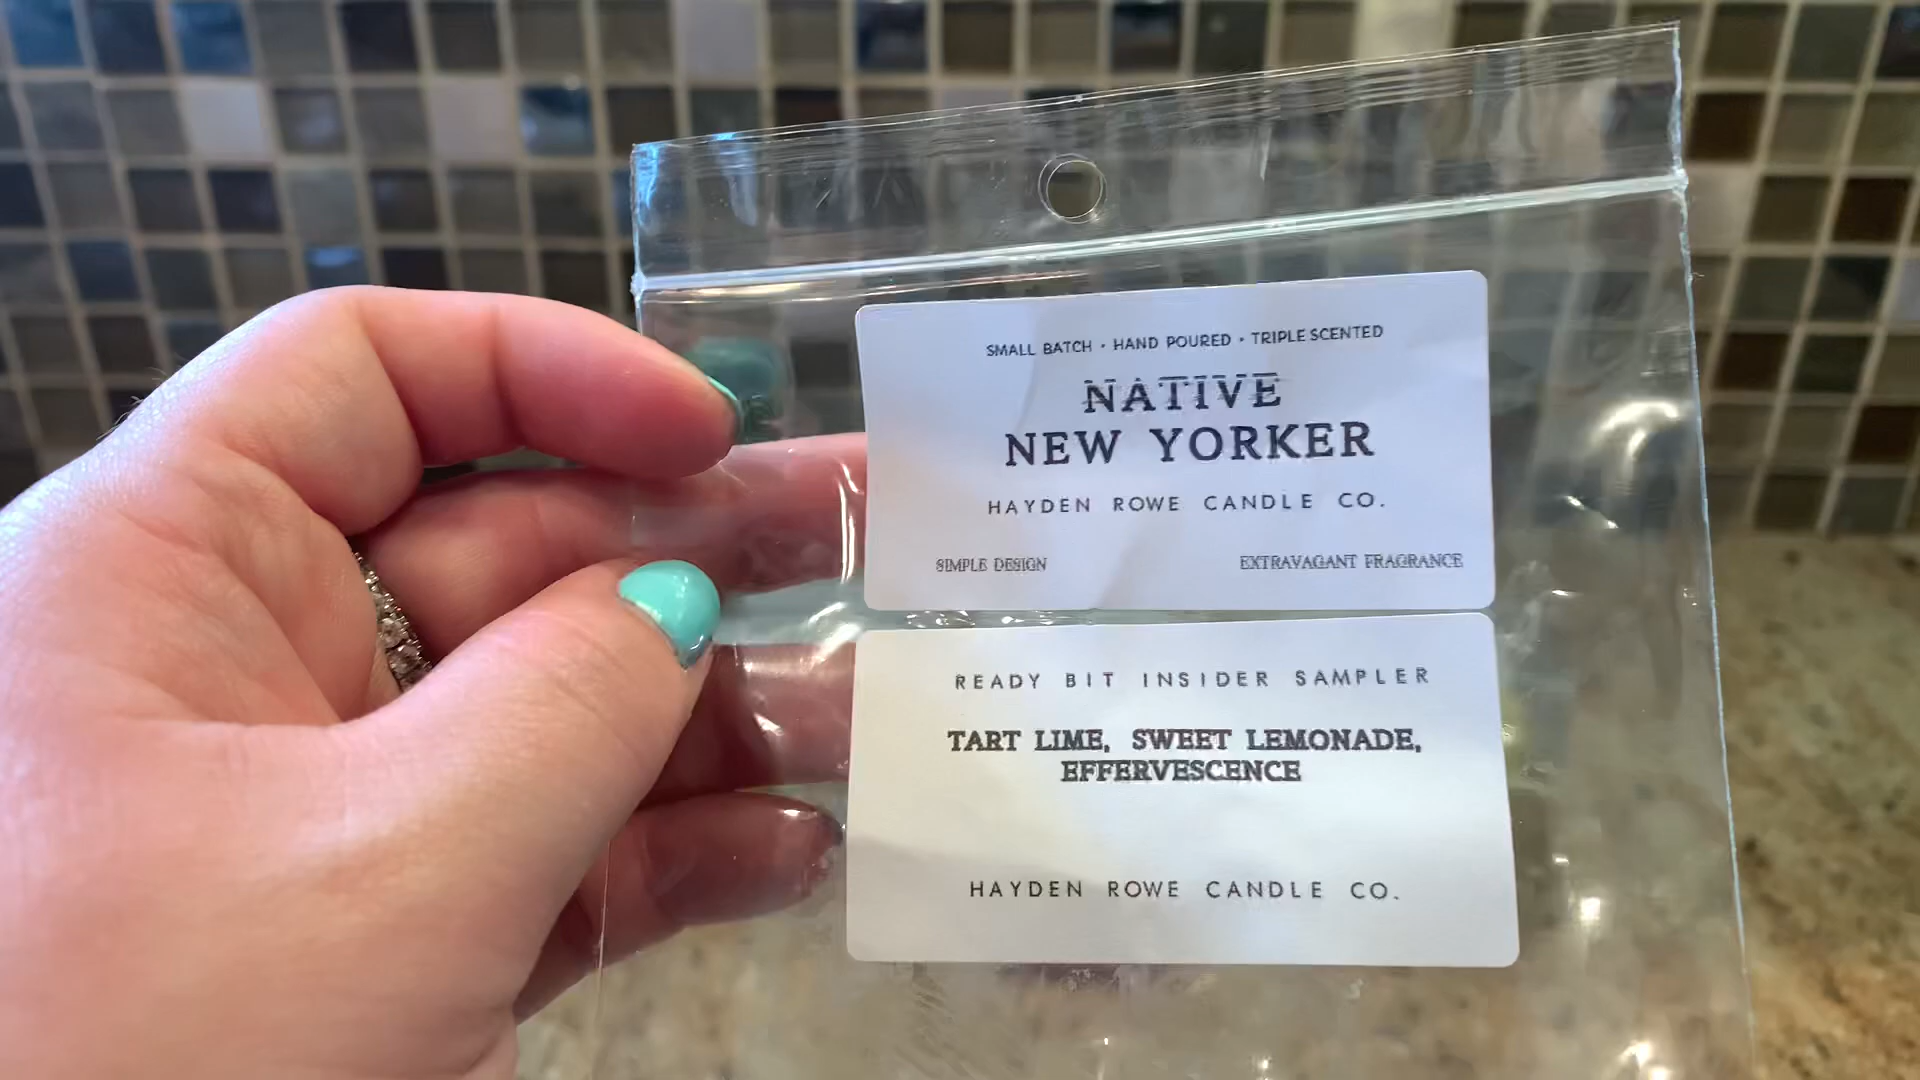 SMALL BATCH • HAND POURED • TRIPLE SCENTED
NATIVE
NEW YORKER
HAYDEN ROWE CANDLE CO.
SIMPLE DESIGN EXTRAVAGANT FRAGRANCE
READY BIT INSIDER SAMPLER
TART LIME, SWEET LEMONADE,
EFFERVESCENCE
HAYDEN ROWE CANDLE CO.